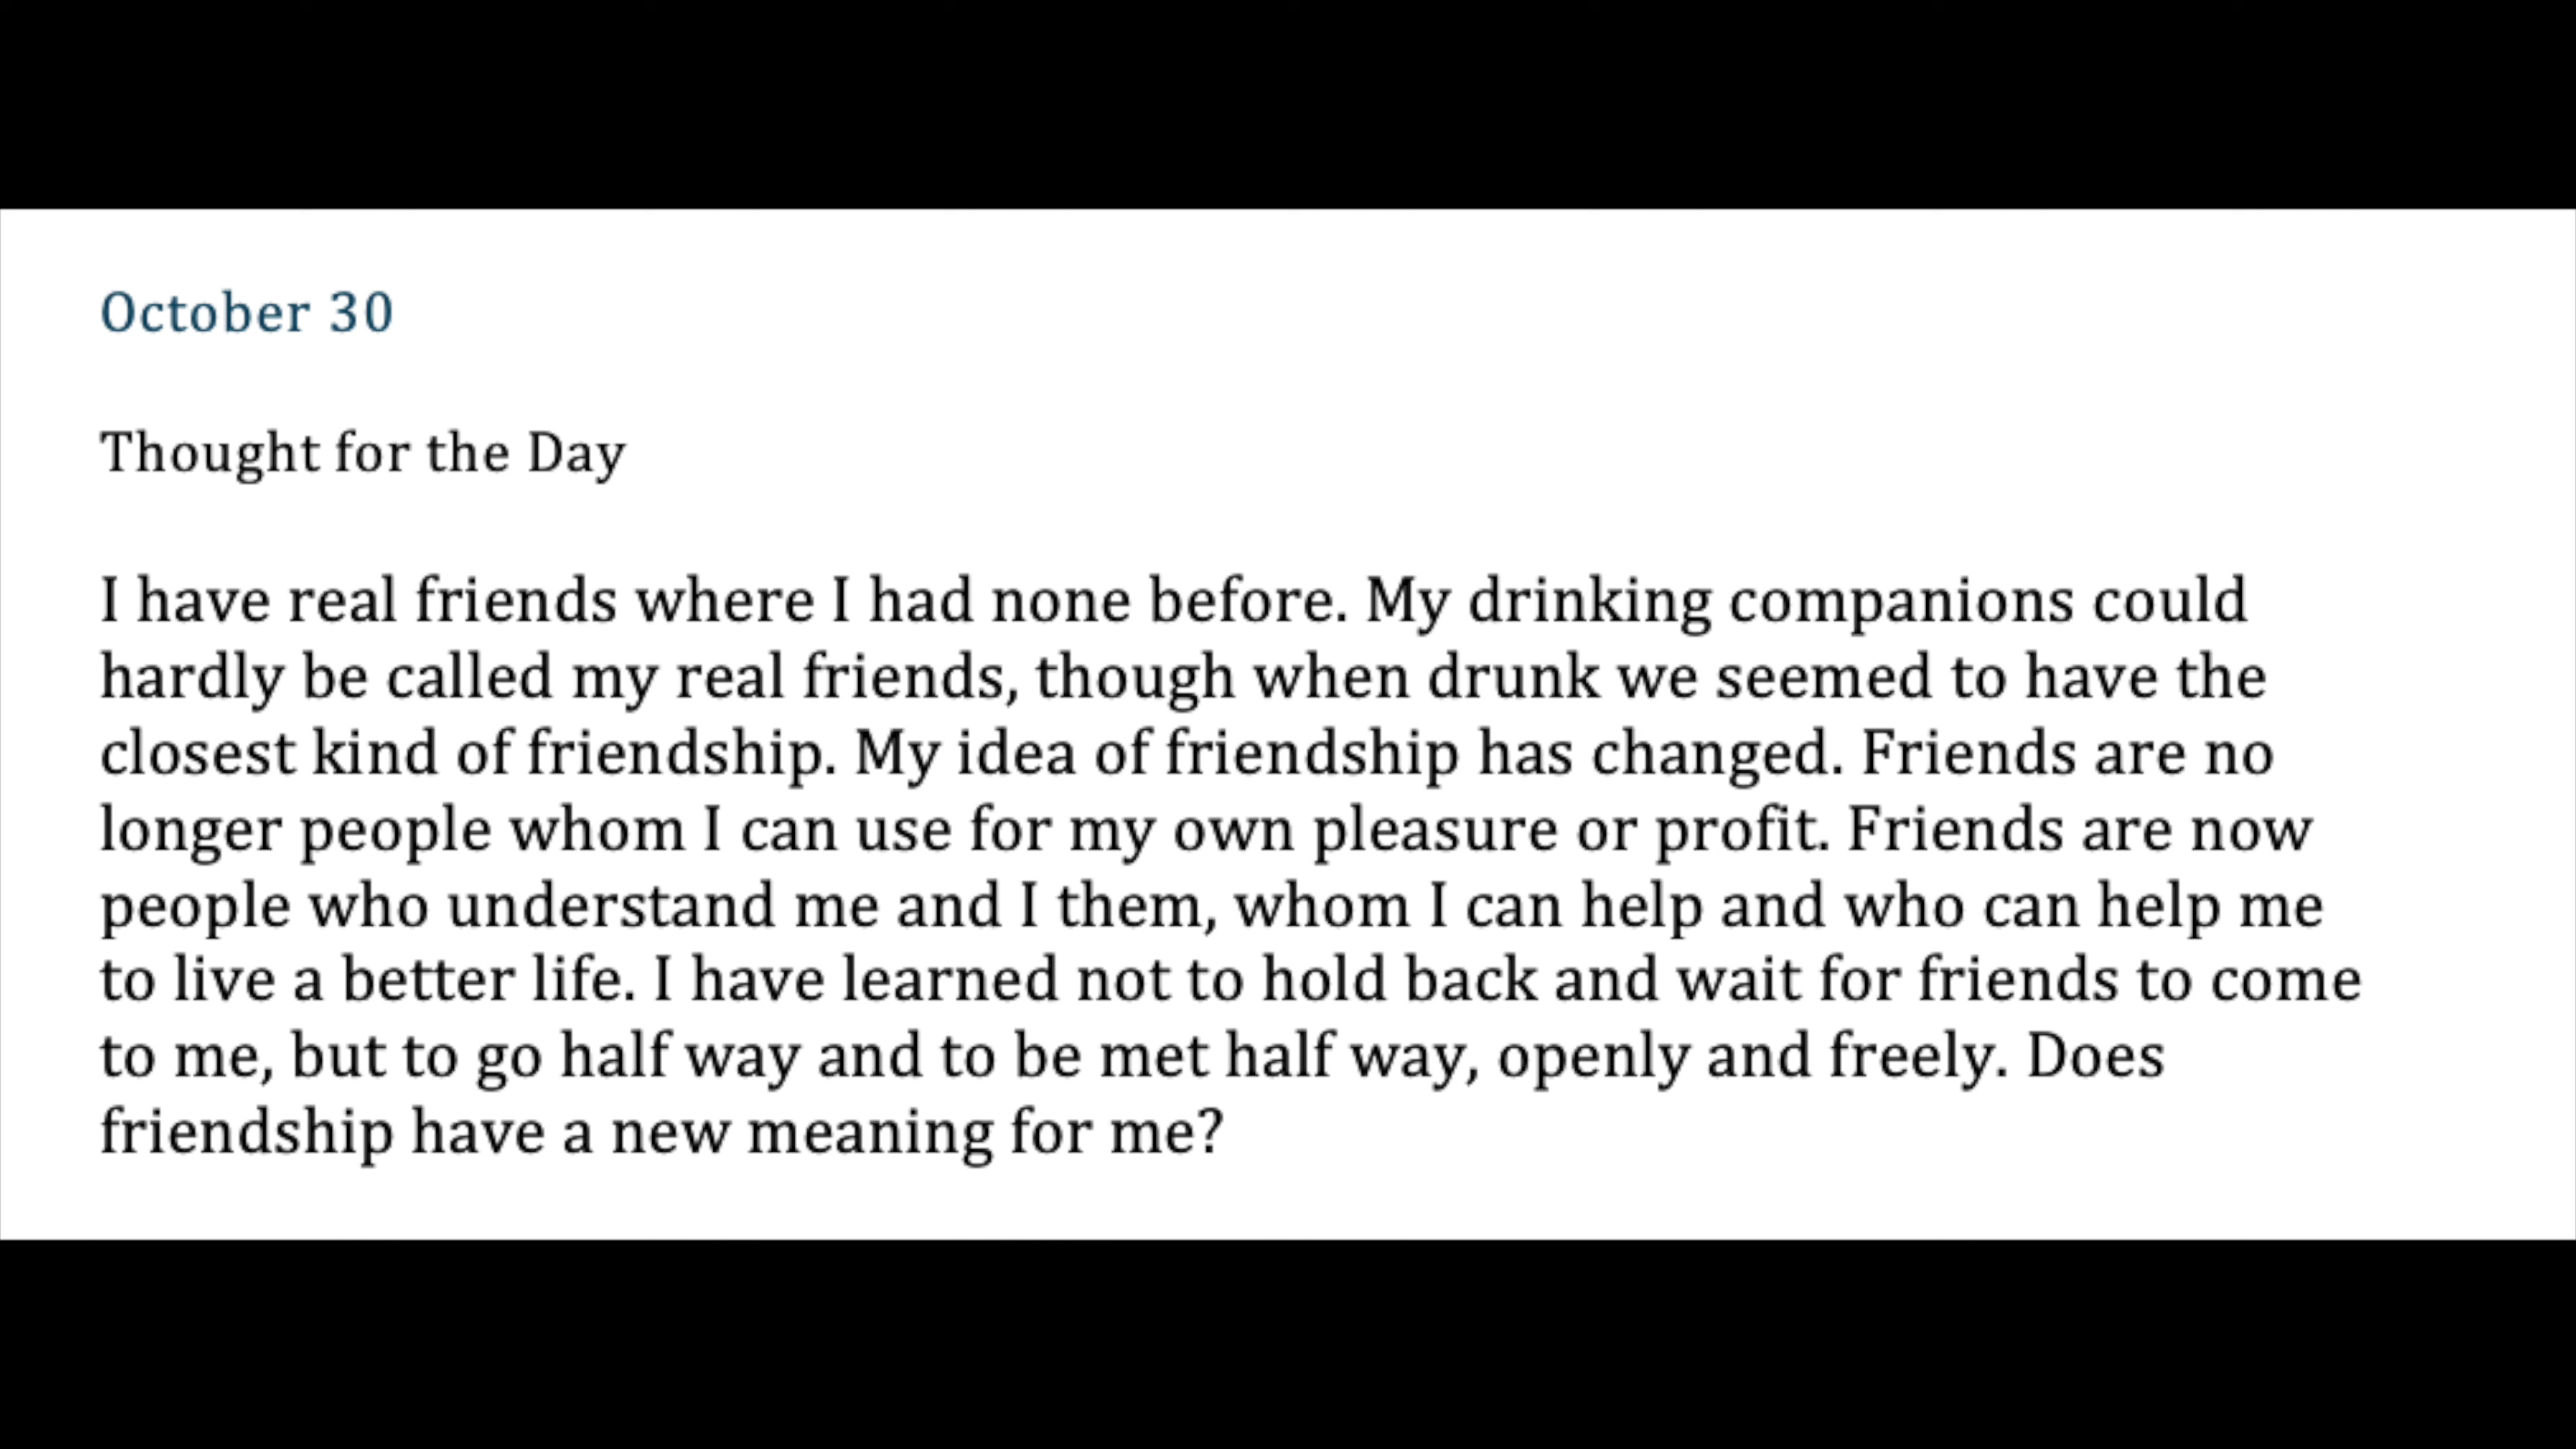 October 30
Thought for the Day
I have real friends where I had none before. My drinking companions could
hardly be called my real friends, though when drunk we seemed to have the
closest kind of friendship. My idea of friendship has changed. Friends are no
longer people whom I can use for my own pleasure or profit. Friends are now
people who understand me and I them, whom I can help and who can help me
to live a better life. I have learned not to hold back and wait for friends to come
to me, but to go half way and to be met half way, openly and freely. Does
friendship have a new meaning for me?